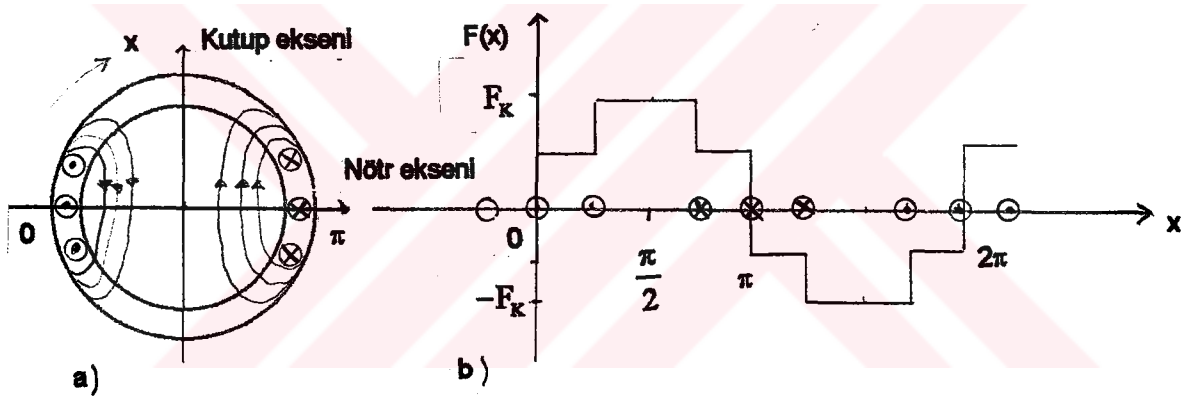 x
Kutup ekseni
Nötr ekseni
0
π
a)
F(x)
F_K
0
π/2
π
2π
x
-F_K
b)